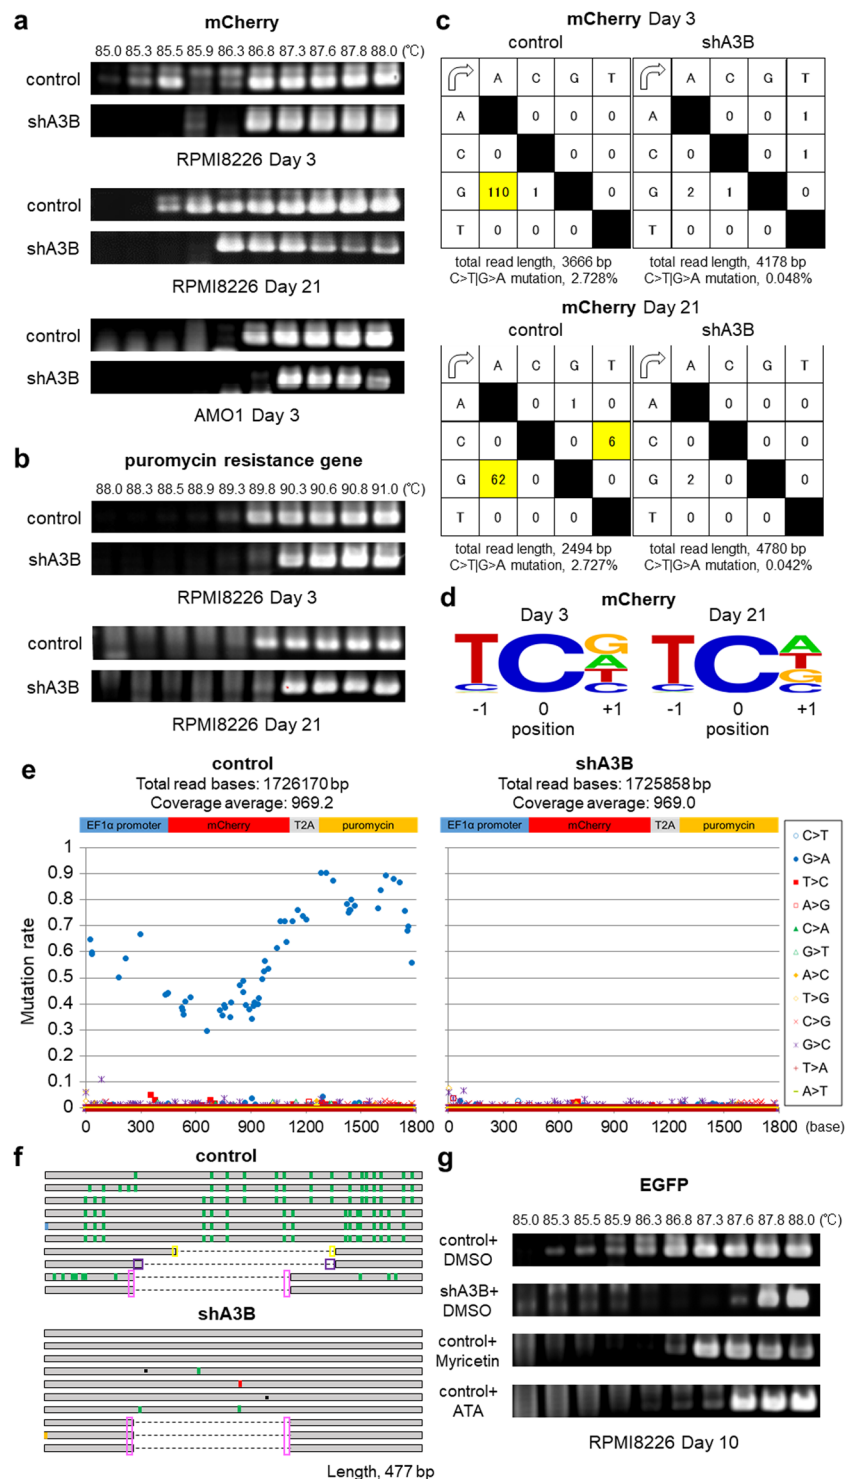 a
mCherry
85.0 85.3 85.5 85.9 86.3 86.8 87.3 87.6 87.8 88.0 (℃)
control
shA3B
RPMI8226 Day 3
control
shA3B
RPMI8226 Day 21
control
shA3B
AMO1 Day 3
b
puromycin resistance gene
88.0 88.3 88.5 88.9 89.3 89.8 90.3 90.6 90.8 91.0 (℃)
control
shA3B
RPMI8226 Day 3
control
shA3B
RPMI8226 Day 21
c
mCherry Day 3
control
A C G T
A 0 0 0
C 0 0 0
G 110 1 0
T 0 0 0
total read length, 3666 bp
C>T|G>A mutation, 2.728%
shA3B
A C G T
A 0 0 1
C 0 0 1
G 2 1 0
T 0 0 0
total read length, 4178 bp
C>T|G>A mutation, 0.048%
mCherry Day 21
control
A C G T
A 0 1 0
C 0 0 6
G 62 0 0
T 0 0 0
total read length, 2494 bp
C>T|G>A mutation, 2.727%
shA3B
A C G T
A 0 0 0
C 0 0 0
G 2 0 0
T 0 0 0
total read length, 4780 bp
C>T|G>A mutation, 0.042%
d
mCherry
Day 3
T C G
C A
T
C
-1 0 +1
position
Day 21
T C A
C T
G
C
-1 0 +1
position
e
control
Total read bases: 1726170 bp
Coverage average: 969.2
EF1α promoter mCherry T2A puromycin
Mutation rate
1
0.9
0.8
0.7
0.6
0.5
0.4
0.3
0.2
0.1
0
0 300 600 900 1200 1500 1800
shA3B
Total read bases: 1725858 bp
Coverage average: 969.0
EF1α promoter mCherry T2A puromycin
0 300 600 900 1200 1500 1800 (base)
C>T
G>A
T>C
A>G
C>A
G>T
A>C
T>G
C>G
G>C
T>A
A>T
f
control
shA3B
Length, 477 bp
g
EGFP
85.0 85.3 85.5 85.9 86.3 86.8 87.3 87.6 87.8 88.0 (℃)
control+
DMSO
shA3B+
DMSO
control+
Myricetin
control+
ATA
RPMI8226 Day 10